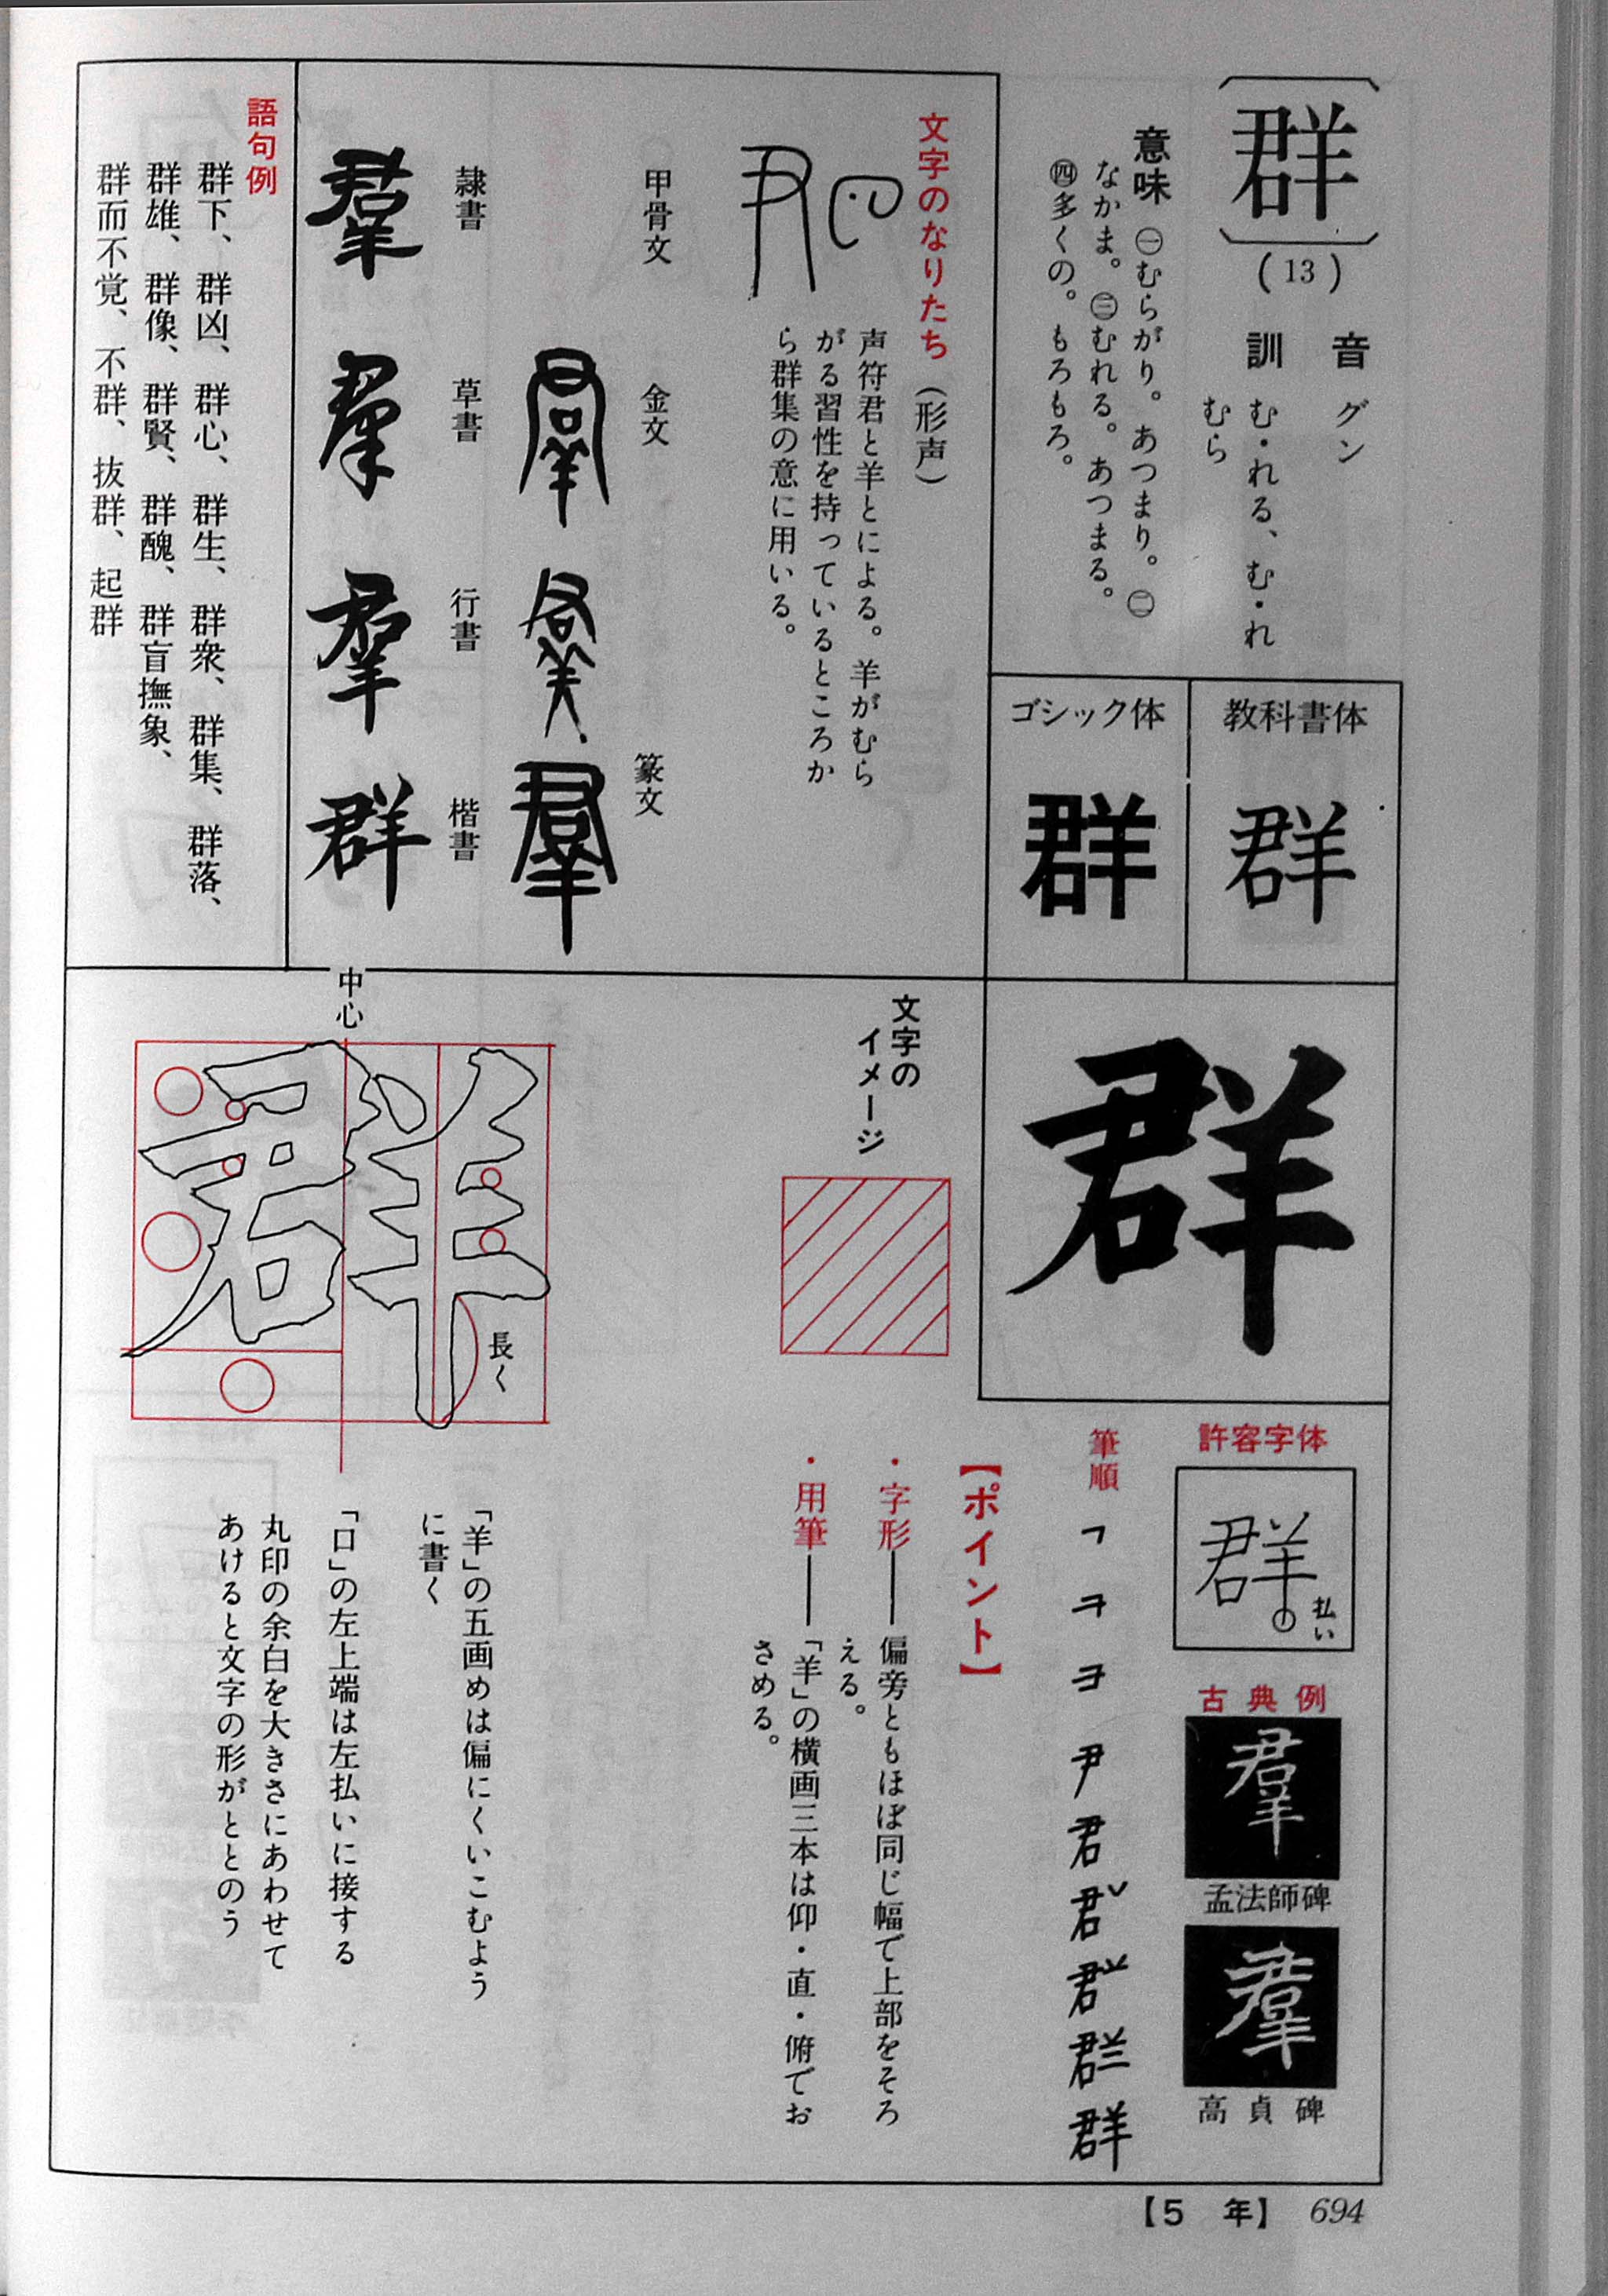 群
(13)
音 グン
訓 む・れる、む・れ
むら
意味 ㊀むらがり。あつまり。㊁
なかま。㊂むれる。あつまる。
㊃多くの。もろもろ。
教科書体
群
ゴシック体
群
文字のなりたち(形声)
声符君と羊とによる。羊がむら
がる習性を持っているところか
ら群集の意に用いる。
甲骨文
金文
篆文
隷書
草書
行書
楷書
羣
群
語句例
群下、群凶、群心、群生、群衆、群集、群落、
群雄、群像、群賢、群醜、群盲撫象、
群而不覚、不群、抜群、起群
群
文字の
イメージ
中心
長く
許容字体
群
払い
古典例
羣
孟法師碑
羣
高貞碑
筆順
群
【ポイント】
・字形──偏旁ともほぼ同じ幅で上部をそろ
える。
・用筆──「羊」の横画三本は仰・直・俯でお
さめる。
「羊」の五画めは偏にくいこむよう
に書く
「口」の左上端は左払いに接する
丸印の余白を大きさにあわせて
あけると文字の形がととのう
【5 年】 694